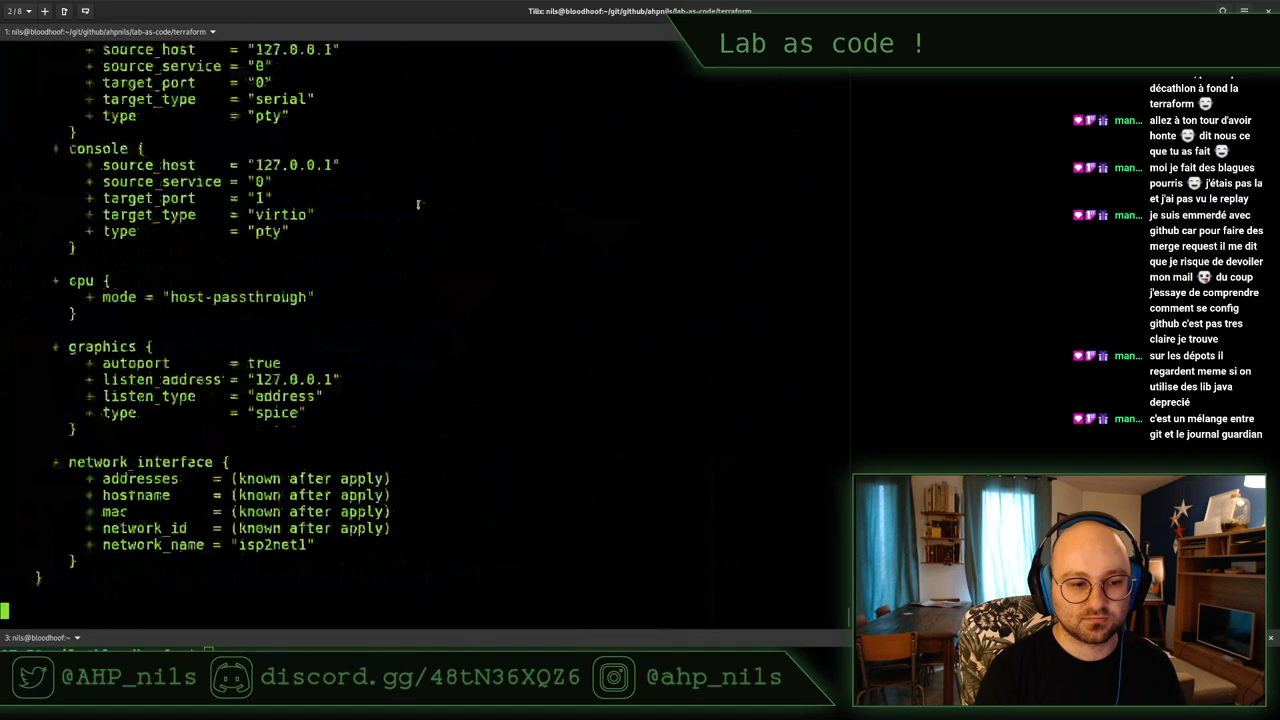 2/8
Tilix: nils@bloodhoof:~/git/github/ahpnils/lab-as-code/terraform
1: nils@bloodhoof:~/git/github/ahpnils/lab-as-code/terraform
Lab as code !
+ source_host = "127.0.0.1"
+ source_service = "0"
+ target_port = "0"
+ target_type = "serial"
+ type = "pty"
}
+ console {
+ source_host = "127.0.0.1"
+ source_service = "0"
+ target_port = "1"
+ target_type = "virtio"
+ type = "pty"
}
+ cpu {
+ mode = "host-passthrough"
}
+ graphics {
+ autoport = true
+ listen_address = "127.0.0.1"
+ listen_type = "address"
+ type = "spice"
}
+ network_interface {
+ addresses = (known after apply)
+ hostname = (known after apply)
+ mac = (known after apply)
+ network_id = (known after apply)
+ network_name = "isp2net1"
}
}
3: nils@bloodhoof:~
décathlon à fond la
terraform
man... allez à ton tour d'avoir
honte dit nous ce
que tu as fait
man... moi je fait des blagues
pourris j'étais pas la
et j'ai pas vu le replay
man... je suis emmerdé avec
github car pour faire des
merge request il me dit
que je risque de devoiler
mon mail du coup
j'essaye de comprendre
comment se config
github c'est pas tres
claire je trouve
man... sur les dépots il
regardent meme si on
utilise des lib java
deprecié
man... c'est un mélange entre
git et le journal guardian
@AHP_nils discord.gg/48tN36XQZ6 @ahp_nils